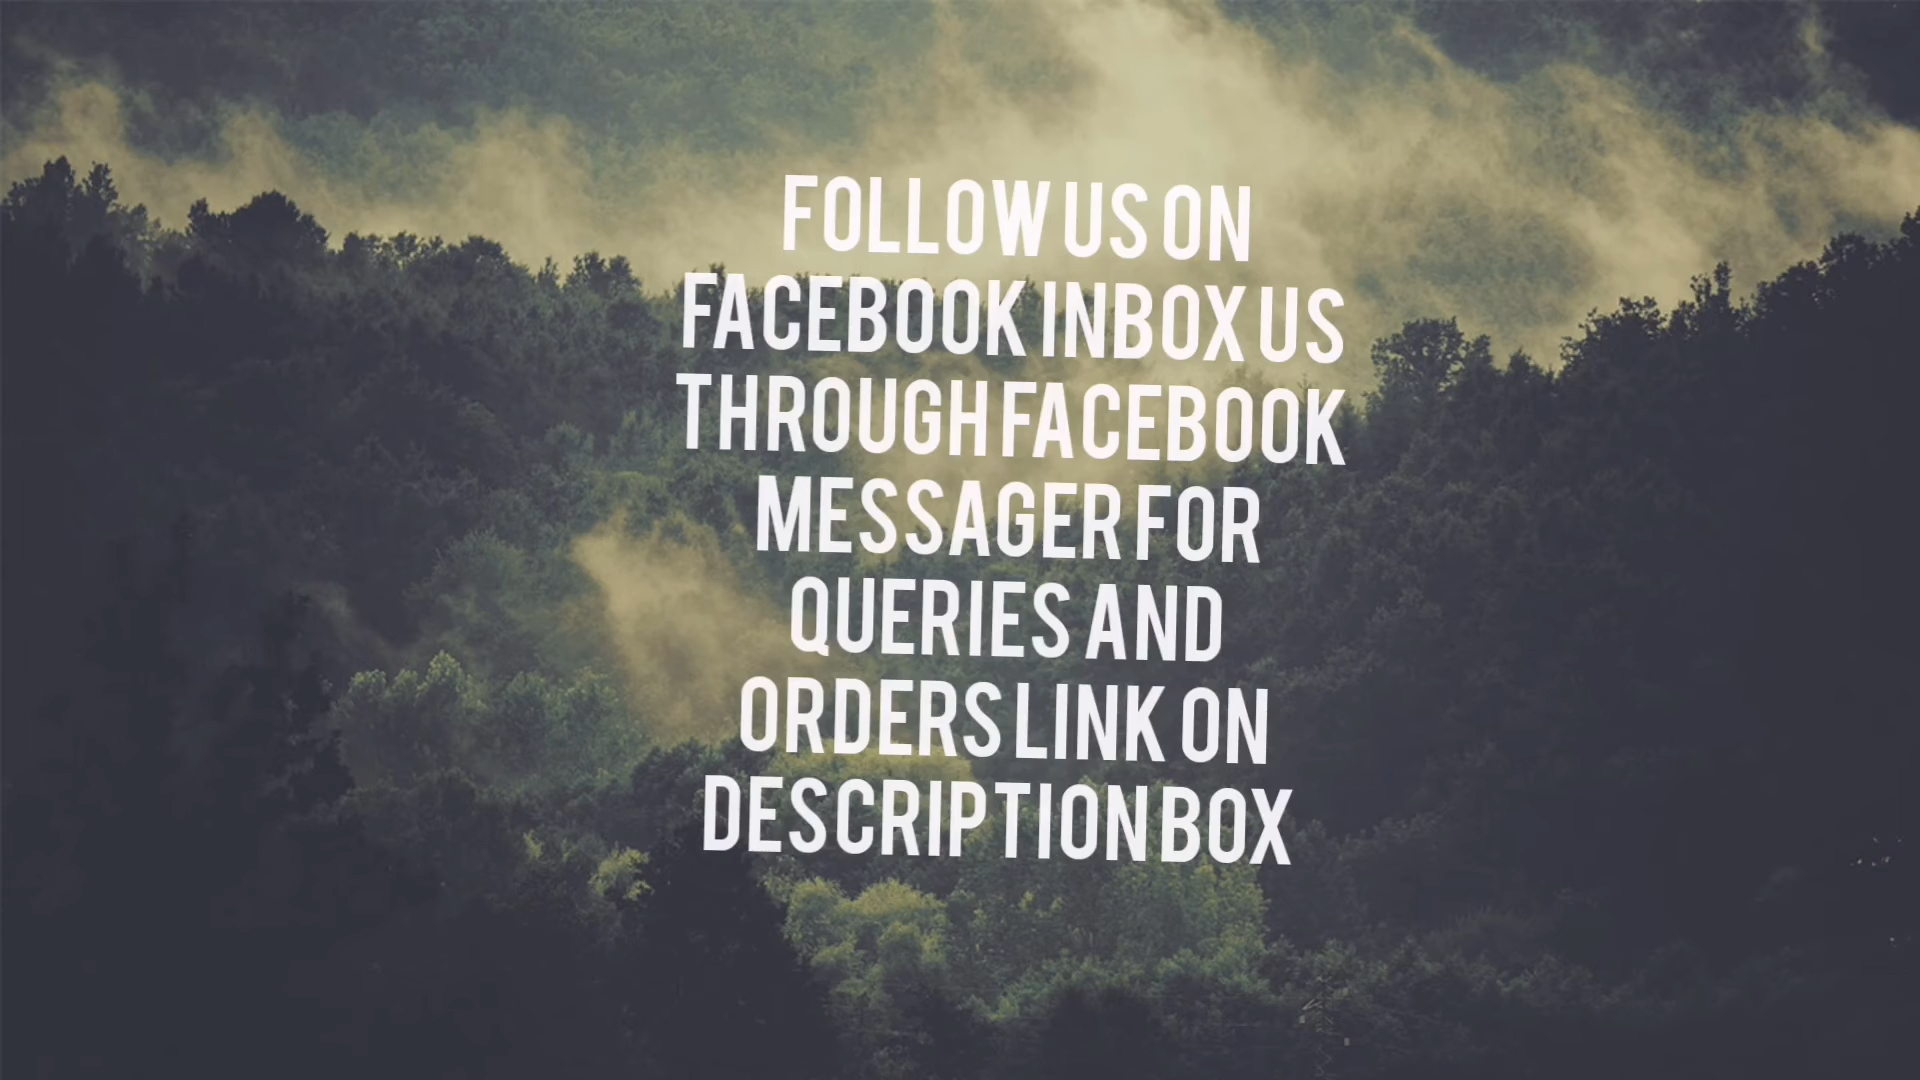 FOLLOW US ON
FACEBOOK INBOX US
THROUGH FACEBOOK
MESSAGER FOR
QUERIES AND
ORDERS LINK ON
DESCRIPTION BOX